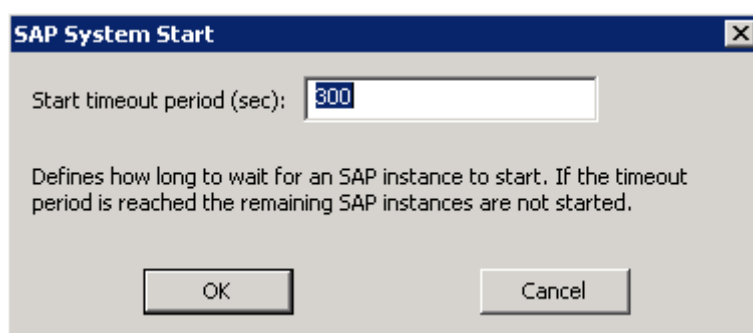 SAP System Start
Start timeout period (sec): 300
Defines how long to wait for an SAP instance to start. If the timeout
period is reached the remaining SAP instances are not started.
OK Cancel